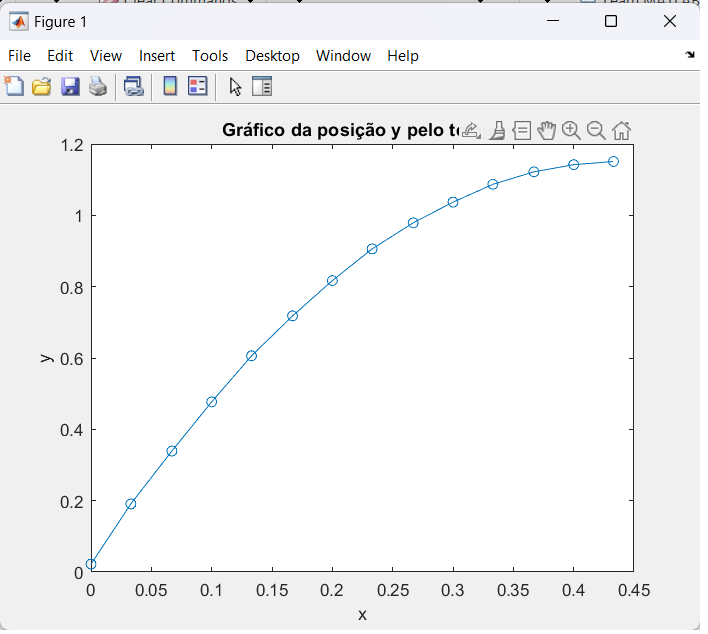 Figure 1
File Edit View Insert Tools Desktop Window Help
Gráfico da posição y pelo
1.2
1
0.8
0.6
0.4
0.2
0
y
0 0.05 0.1 0.15 0.2 0.25 0.3 0.35 0.4 0.45
x